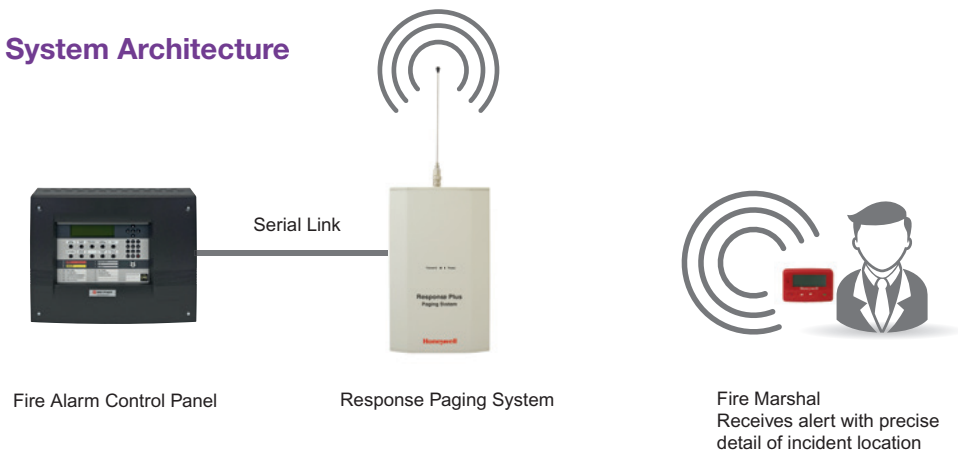 System Architecture
Serial Link
Response Plus
Paging System
Honeywell
Honeywell
Fire Alarm Control Panel
Response Paging System
Fire Marshal
Receives alert with precise
detail of incident location